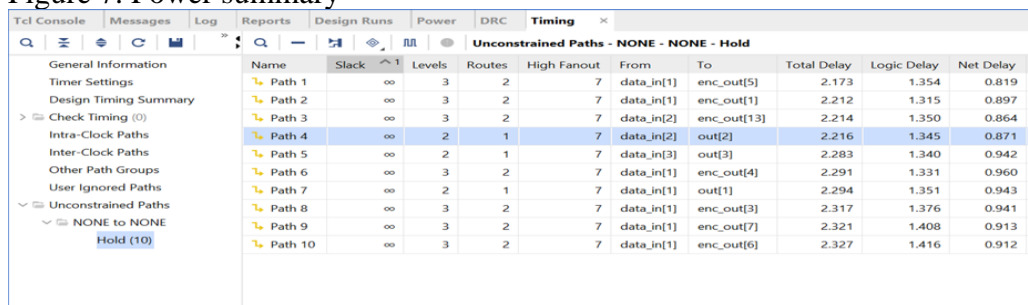 Figure 7. Power summary
Tcl Console Messages Log Reports Design Runs Power DRC Timing ×
» Unconstrained Paths - NONE - NONE - Hold
General Information
Timer Settings
Design Timing Summary
> Check Timing (0)
Intra-Clock Paths
Inter-Clock Paths
Other Path Groups
User Ignored Paths
Unconstrained Paths
NONE to NONE
Hold (10)
Name Slack ^1 Levels Routes High Fanout From To Total Delay Logic Delay Net Delay
Path 1 ∞ 3 2 7 data_in[1] enc_out[5] 2.173 1.354 0.819
Path 2 ∞ 3 2 7 data_in[1] enc_out[1] 2.212 1.315 0.897
Path 3 ∞ 3 2 7 data_in[2] enc_out[13] 2.214 1.350 0.864
Path 4 ∞ 2 1 7 data_in[2] out[2] 2.216 1.345 0.871
Path 5 ∞ 2 1 7 data_in[3] out[3] 2.283 1.340 0.942
Path 6 ∞ 3 2 7 data_in[1] enc_out[4] 2.291 1.331 0.960
Path 7 ∞ 2 1 7 data_in[1] out[1] 2.294 1.351 0.943
Path 8 ∞ 3 2 7 data_in[1] enc_out[3] 2.317 1.376 0.941
Path 9 ∞ 3 2 7 data_in[1] enc_out[7] 2.321 1.408 0.913
Path 10 ∞ 3 2 7 data_in[1] enc_out[6] 2.327 1.416 0.912